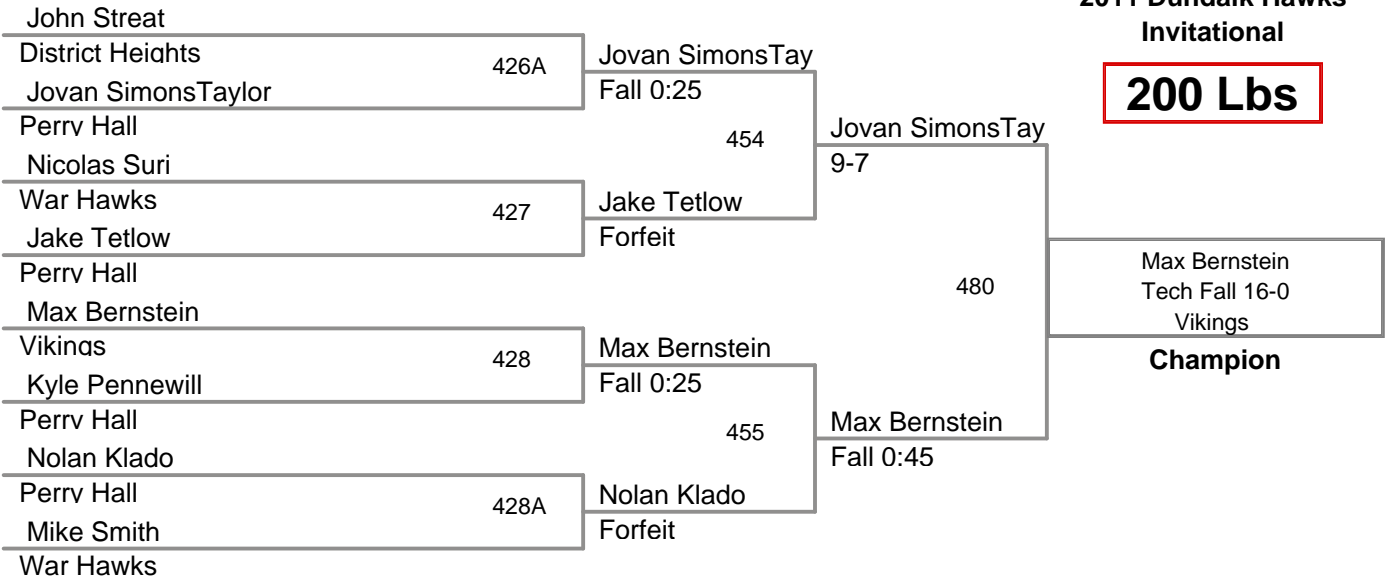 2011 Dundalk Hawks
Invitational
200 Lbs
John Streat
District Heights
426A
Jovan SimonsTaylor
Perry Hall
Jovan SimonsTay
Fall 0:25
454
Nicolas Suri
War Hawks
427
Jake Tetlow
Perry Hall
Jake Tetlow
Forfeit
Jovan SimonsTay
9-7
480
Max Bernstein
Vikings
428
Kyle Pennewill
Perry Hall
Max Bernstein
Fall 0:25
455
Nolan Klado
Perry Hall
428A
Mike Smith
War Hawks
Nolan Klado
Forfeit
Max Bernstein
Fall 0:45
Max Bernstein
Tech Fall 16-0
Vikings
Champion